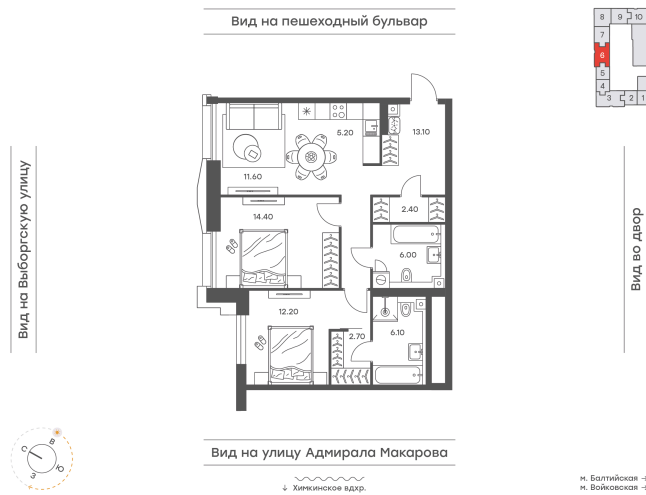 Вид на пешеходный бульвар
8 9 10
7
6
5
4
3 2 1
5.20
13.10
11.60
2.40
14.40
6.00
Вид на Выборгскую улицу
Вид во двор
12.20
2.70
6.10
С В
З Ю
Вид на улицу Адмирала Макарова
↓ Химкинское вдхр.
м. Балтийская
м. Войковская